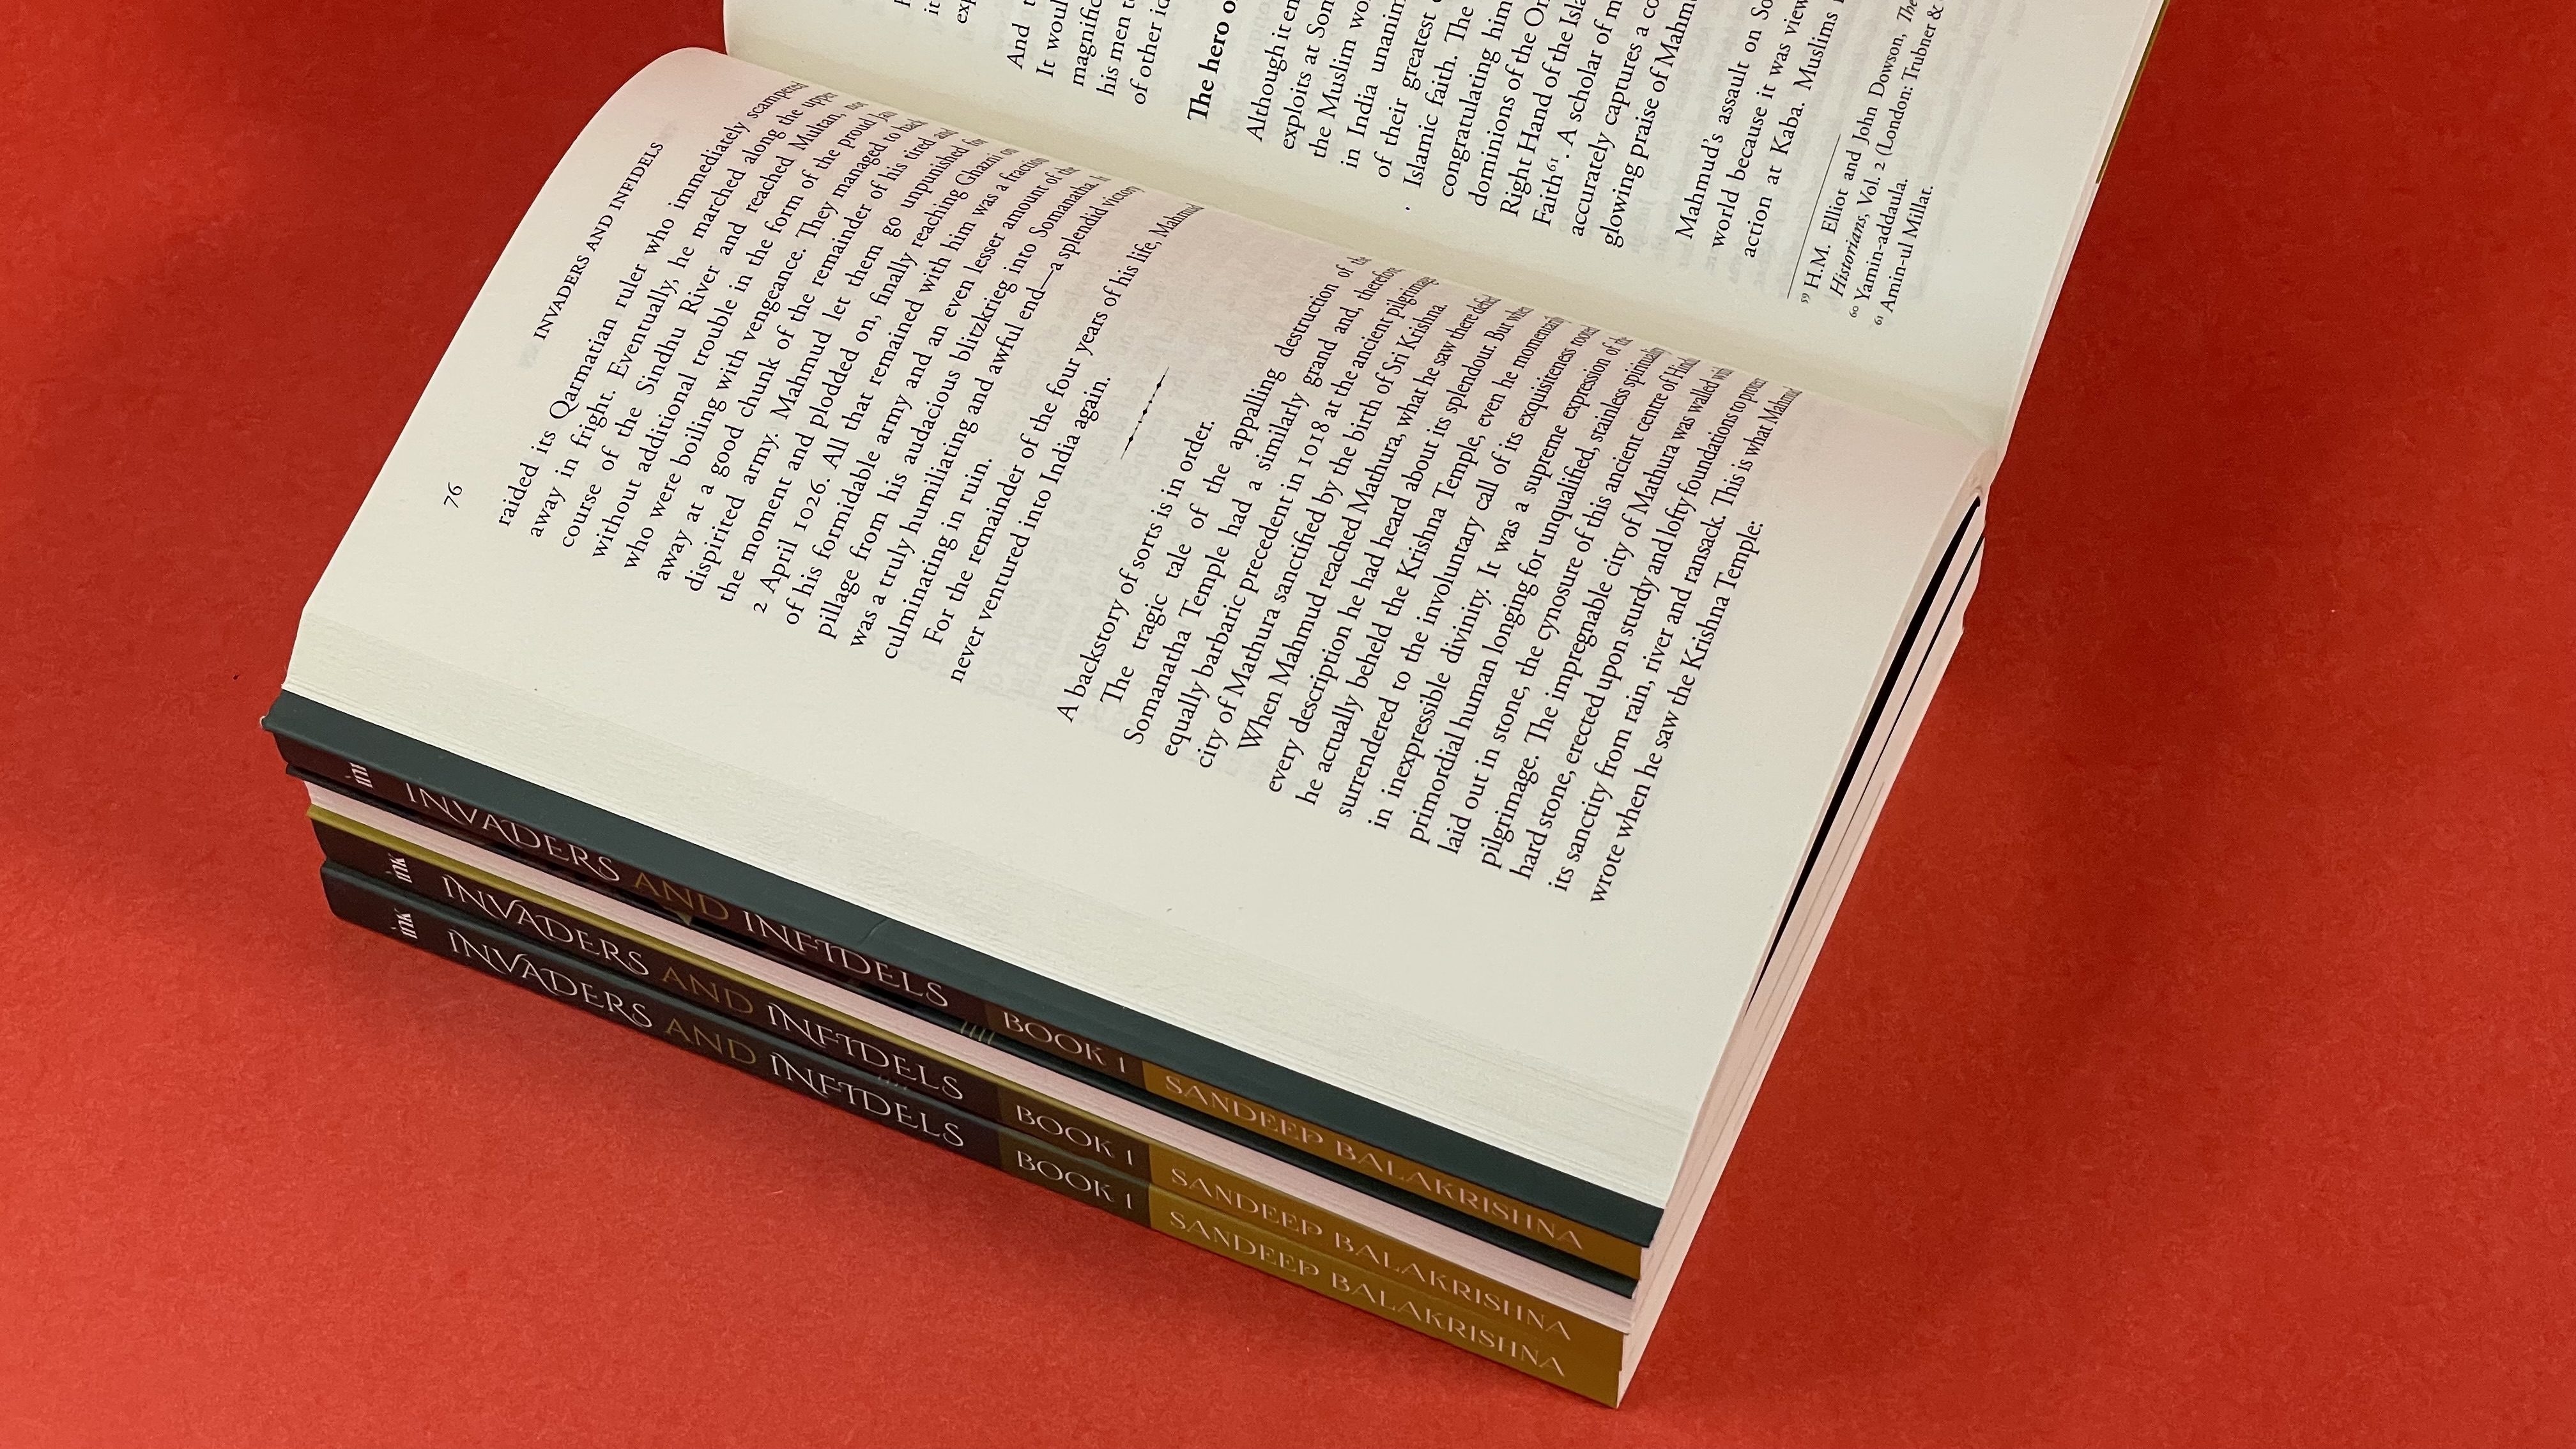 76
INVADERS AND INFIDELS
raided its Qarmatian ruler who immediately scampered
away in fright. Eventually, he marched along the upper
course of the Sindhu River and reached Multan, not
without additional trouble in the form of the proud Jats
who were boiling with vengeance. They managed to hack
away at a good chunk of the remainder of his tired and
dispirited army. Mahmud let them go unpunished for
the moment and plodded on, finally reaching Ghazni on
2 April 1026. All that remained with him was a fraction
of his formidable army and an even lesser amount of the
pillage from his audacious blitzkrieg into Somanatha. It
was a truly humiliating and awful end—a splendid victory
culminating in ruin.
For the remainder of the four years of his life, Mahmud
never ventured into India again.
A backstory of sorts is in order.
The tragic tale of the appalling destruction of the
Somanatha Temple had a similarly grand and, therefore,
equally barbaric precedent in 1018 at the ancient pilgrimage
city of Mathura sanctified by the birth of Sri Krishna.
When Mahmud reached Mathura, what he saw there defied
every description he had heard about its splendour. But when
he actually beheld the Krishna Temple, even he momentarily
surrendered to the involuntary call of its exquisiteness rooted
in inexpressible divinity. It was a supreme expression of the
primordial human longing for unqualified, stainless spirituality
laid out in stone, the cynosure of this ancient centre of Hindu
pilgrimage. The impregnable city of Mathura was walled with
hard stone, erected upon sturdy and lofty foundations to protect
its sanctity from rain, river and ransack. This is what Mahmud
wrote when he saw the Krishna Temple:
And
It would
magnific
his men to
of other
The hero
Although it
exploits at
the Muslim
in India
of their greatest
Islamic faith. The
congratulating him
dominions of the
Right Hand of the
Faith⁶¹. A scholar of
accurately captures a
glowing praise of
Mahmud's assault on
world because it was
action at Kaba. Muslims
⁵⁹ H.M. Elliot and John Dowson, The
Historians, Vol. 2 (London: Trubner &
⁶⁰ Yamin-addaula.
⁶¹ Amin-ul Millat.
INVADERS AND INFIDELS BOOK 1 SANDEEP BALAKRISHNA
ink INVADERS AND INFIDELS BOOK 1 SANDEEP BALAKRISHNA
ink INVADERS AND INFIDELS BOOK 1 SANDEEP BALAKRISHNA